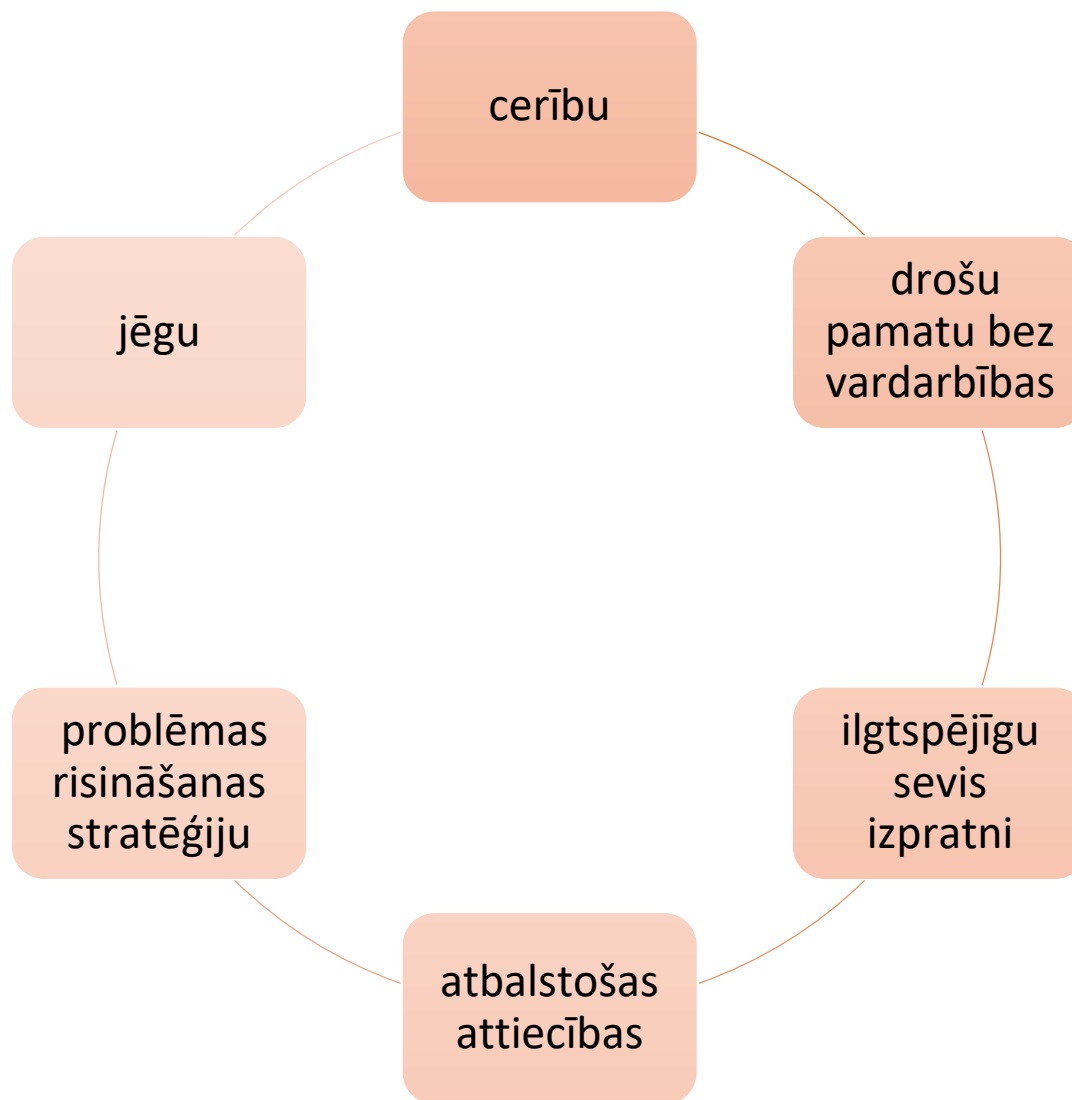 cerību
drošu
pamatu bez
vardarbības
ilgtspējīgu
sevis
izpratni
atbalstošas
attiecības
problēmas
risināšanas
stratēģiju
jēgu